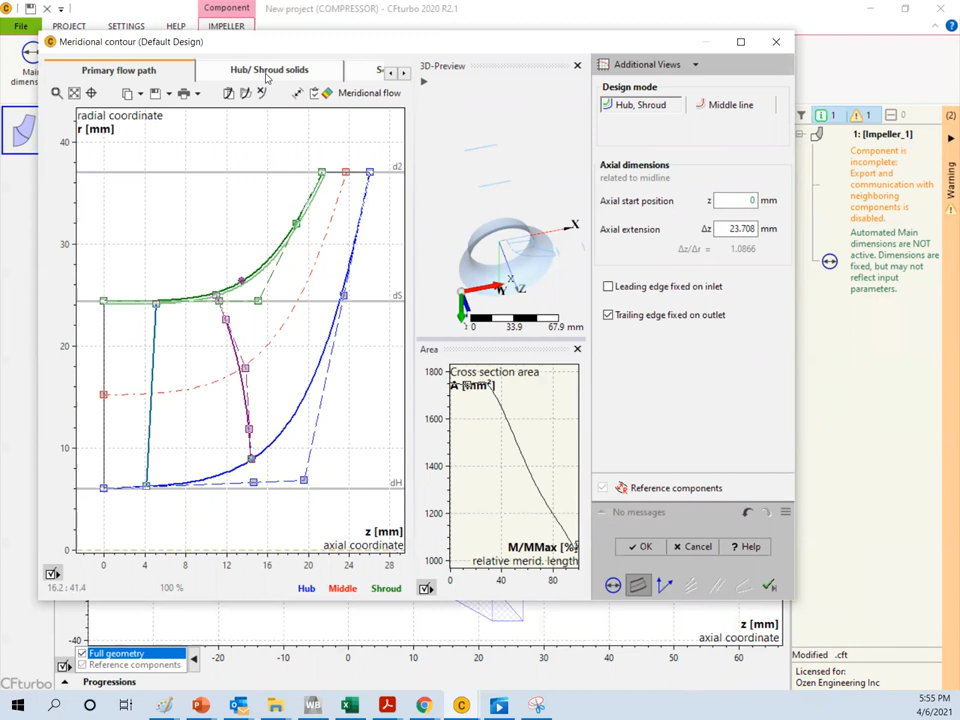 Component
New project (COMPRESSOR) - CFturbo 2020 R2.1
File
PROJECT
SETTINGS
HELP
IMPELLER
Main
dimens
Meridional contour (Default Design)
Primary flow path
Hub/ Shroud solids
Meridional flow
radial coordinate
r [mm]
40
30
20
10
0
d2
dS
dH
z [mm]
axial coordinate
0 4 8 12 16 20 24 28
16.2 : 41.4
100 %
Hub
Middle
Shroud
3D-Preview
X
Y
Z
0 33.9 67.9 mm
Area
Cross section area
A [mm²]
1800
1600
1400
1200
1000
M/MMax [%]
relative merid. length
0 40 80
Additional Views
Design mode
Hub, Shroud
Middle line
Axial dimensions
related to midline
Axial start position z 0 mm
Axial extension Δz 23.708 mm
Δz/Δr = 1.0866
Leading edge fixed on inlet
Trailing edge fixed on outlet
Reference components
No messages
OK
Cancel
Help
1
1
0
(2)
1: [Impeller_1]
Component is
incomplete:
Export and
communication with
neighboring
components is
disabled.
Automated Main
dimensions are NOT
active. Dimensions are
fixed, but may not
reflect input
parameters.
Warning
-40
-20 -10 0 10 20 30 40 50 60
z [mm]
axial coordinate
Full geometry
Reference components
CFturbo
Progressions
Modified .cft
Licensed for:
Ozen Engineering Inc
5:55 PM
4/6/2021